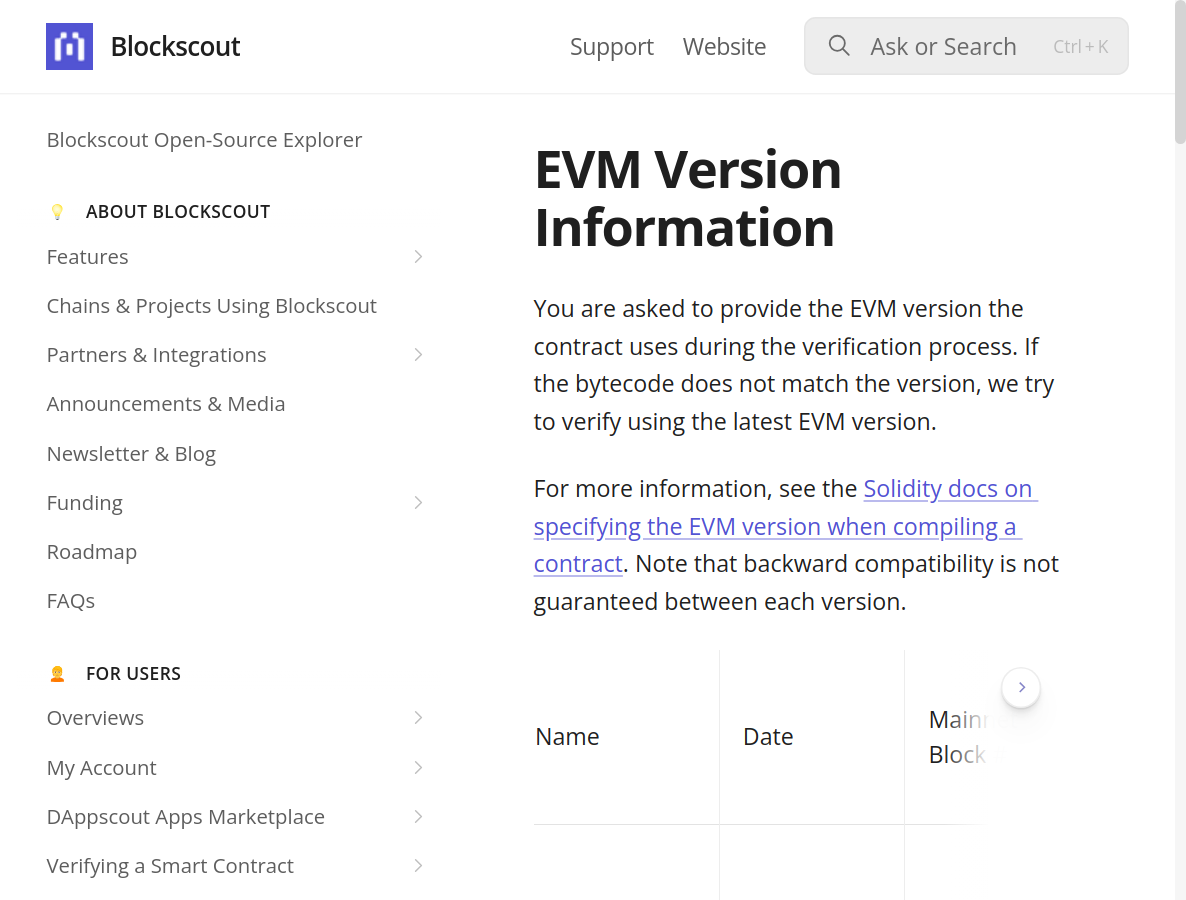 Blockscout
Support
Website
Ask or Search
Ctrl + K
Blockscout Open-Source Explorer
ABOUT BLOCKSCOUT
Features
Chains & Projects Using Blockscout
Partners & Integrations
Announcements & Media
Newsletter & Blog
Funding
Roadmap
FAQs
FOR USERS
Overviews
My Account
DAppscout Apps Marketplace
Verifying a Smart Contract
EVM Version
Information
You are asked to provide the EVM version the
contract uses during the verification process. If
the bytecode does not match the version, we try
to verify using the latest EVM version.
For more information, see the Solidity docs on
specifying the EVM version when compiling a
contract. Note that backward compatibility is not
guaranteed between each version.
Name
Date
Block